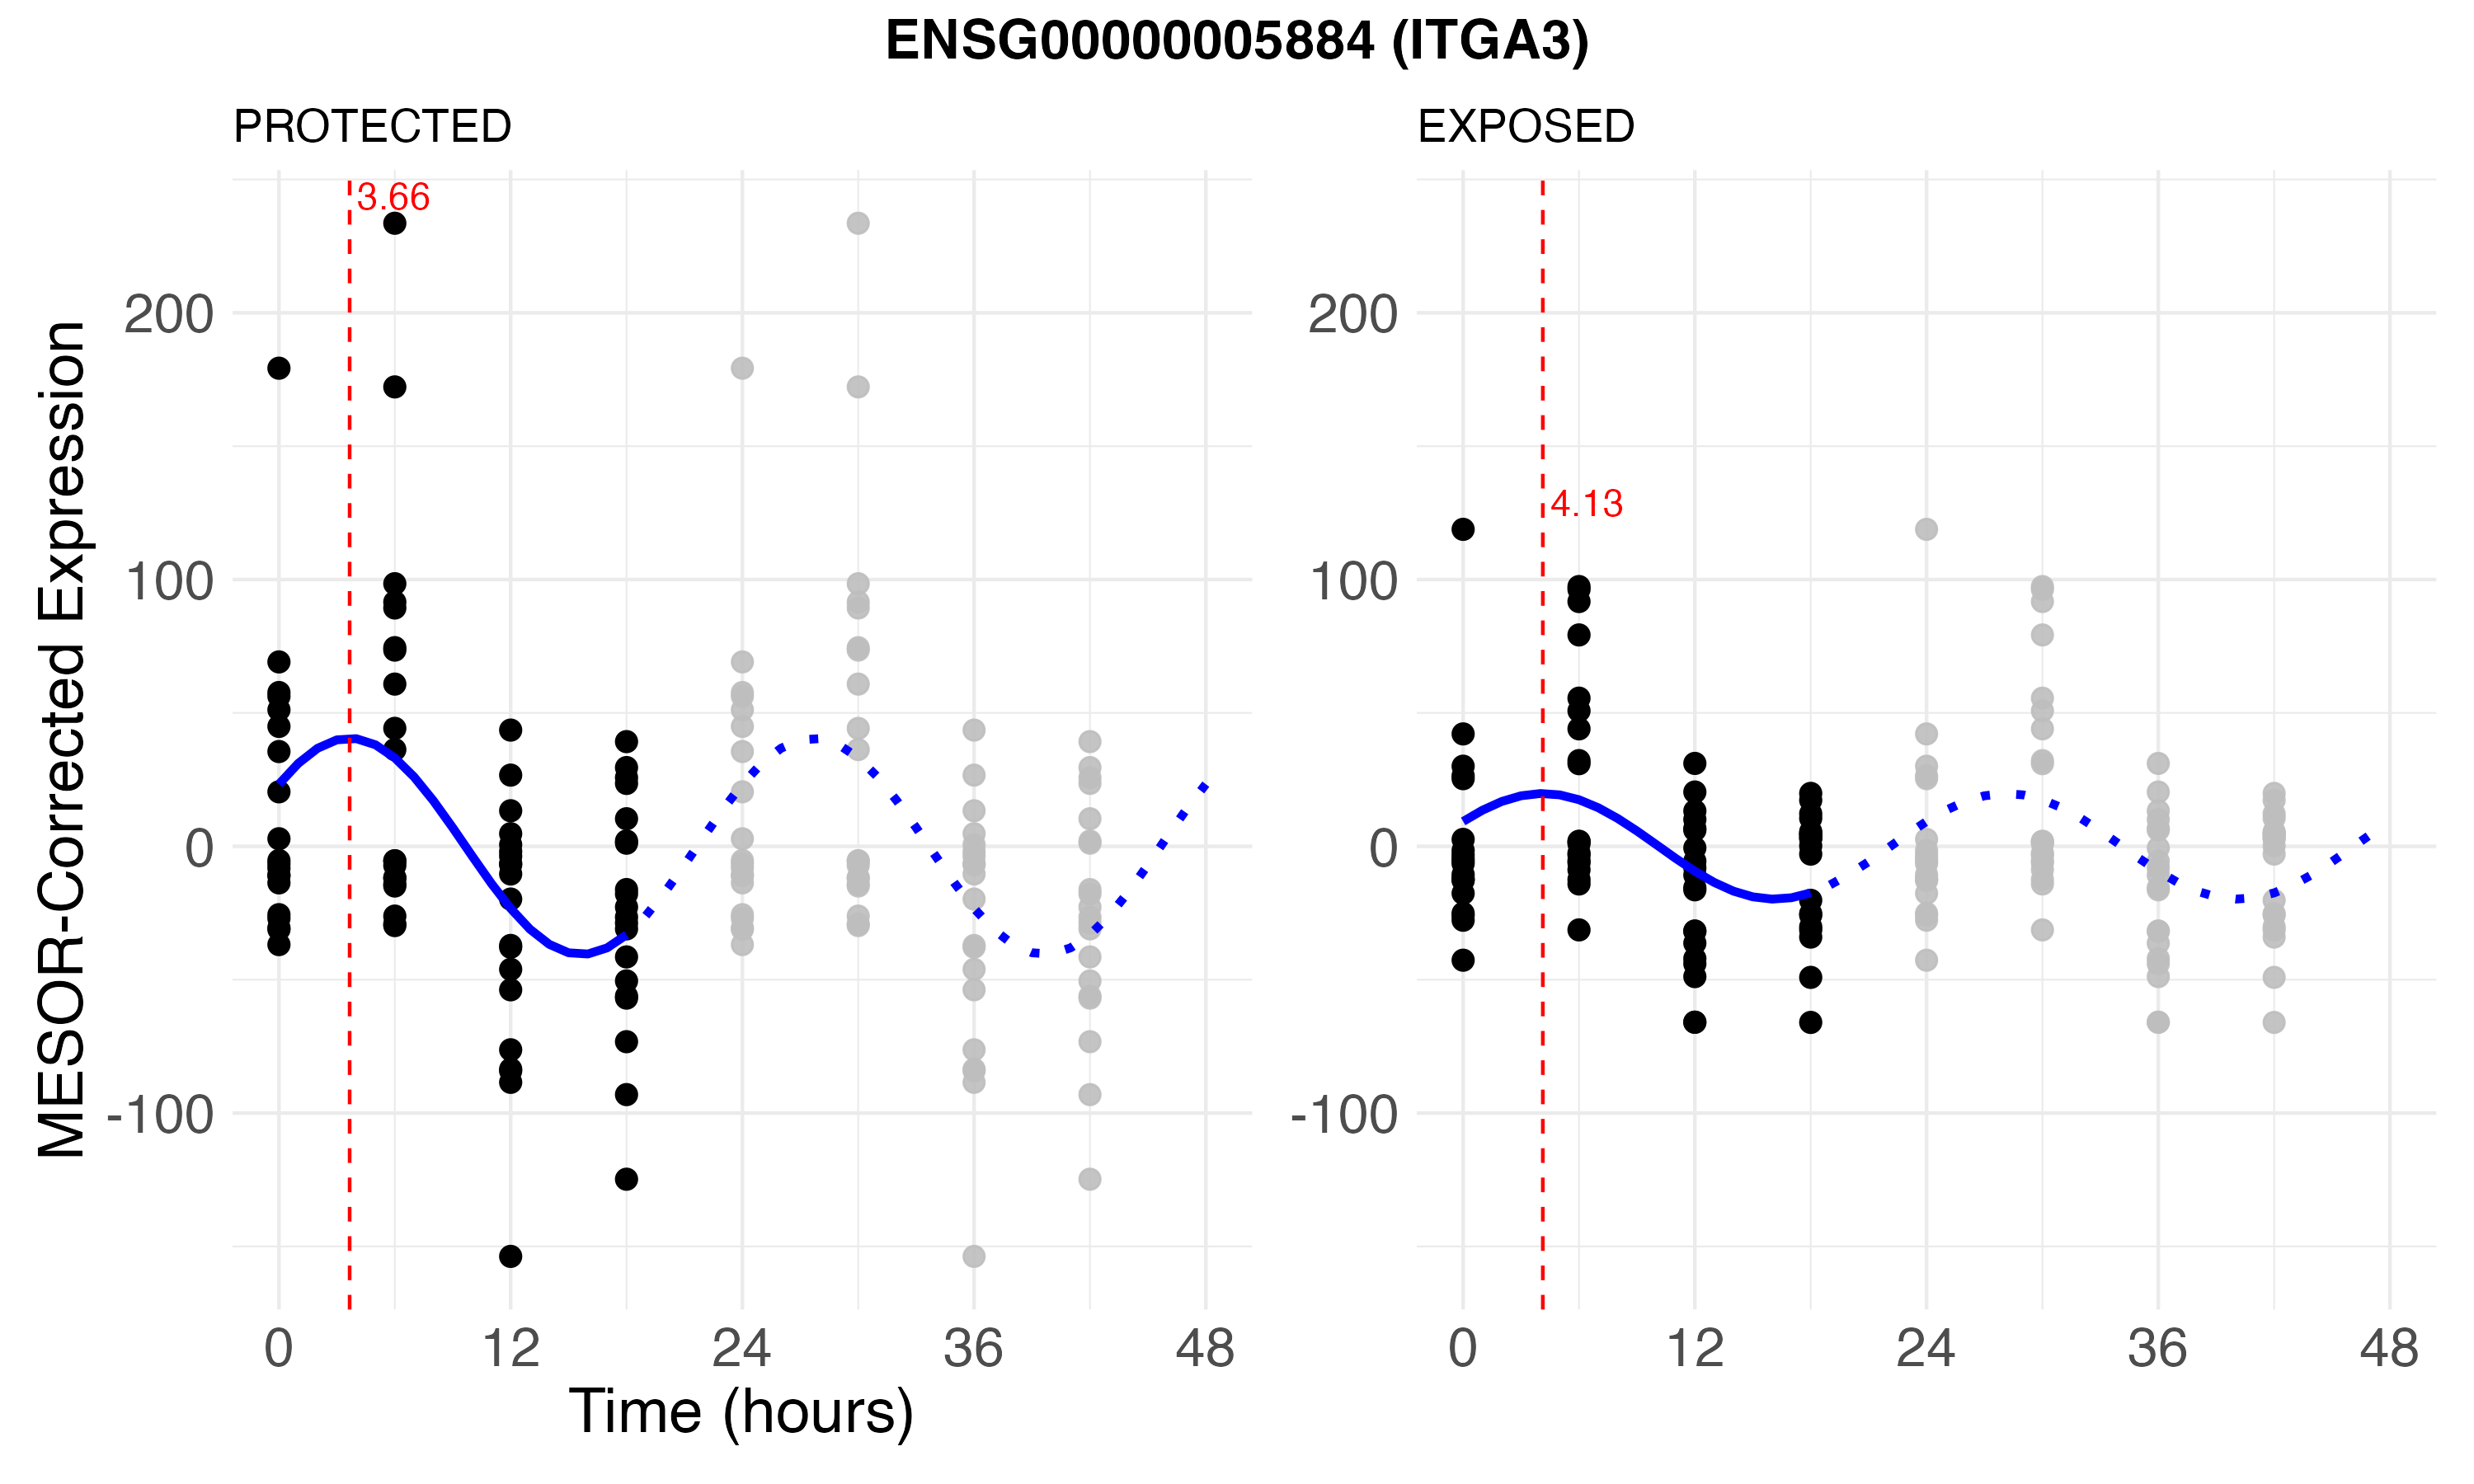 ENSG00000005884 (ITGA3)
PROTECTED
EXPOSED
MESOR-Corrected Expression
3.66
200
100
0
-100
0 12 24 36 48
4.13
200
100
0
-100
0 12 24 36 48
Time (hours)